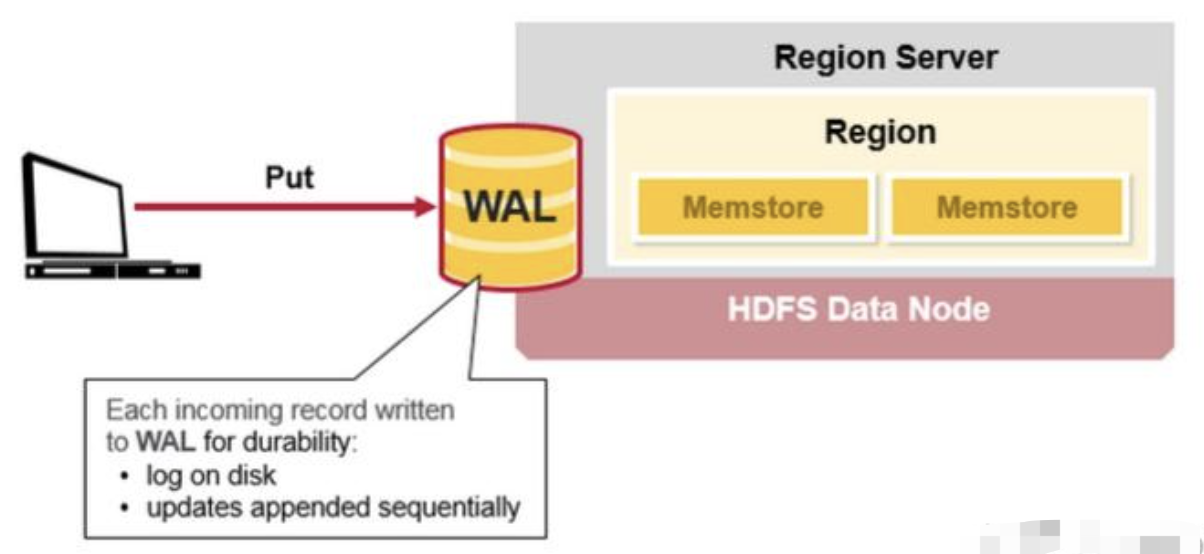 Region Server
Region
Put
WAL
Memstore
Memstore
HDFS Data Node
Each incoming record written
to WAL for durability:
• log on disk
• updates appended sequentially